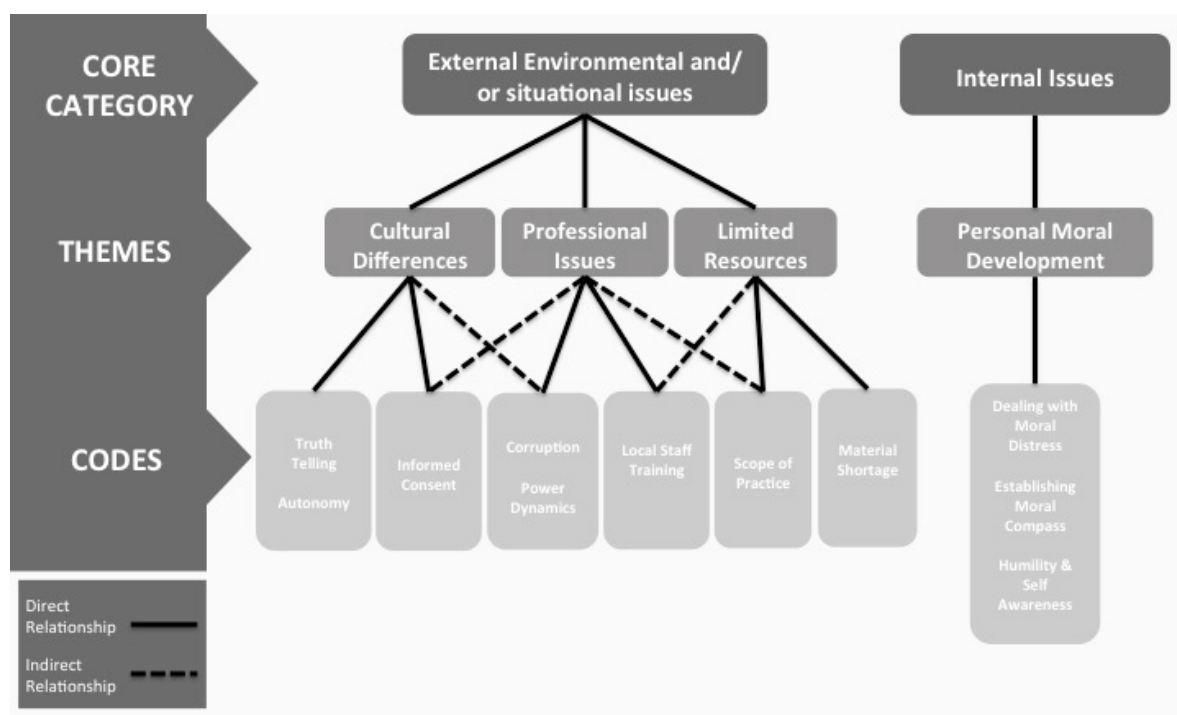 CORE
CATEGORY
External Environmental and/
or situational issues
Internal Issues
THEMES
Cultural
Differences
Professional
Issues
Limited
Resources
Personal Moral
Development
CODES
Truth
Telling
Autonomy
Informed
Consent
Corruption
Power
Dynamics
Local Staff
Training
Scope of
Practice
Material
Shortage
Dealing with
Moral
Distress
Establishing
Moral
Compass
Humility &
Self
Awareness
Direct
Relationship
Indirect
Relationship